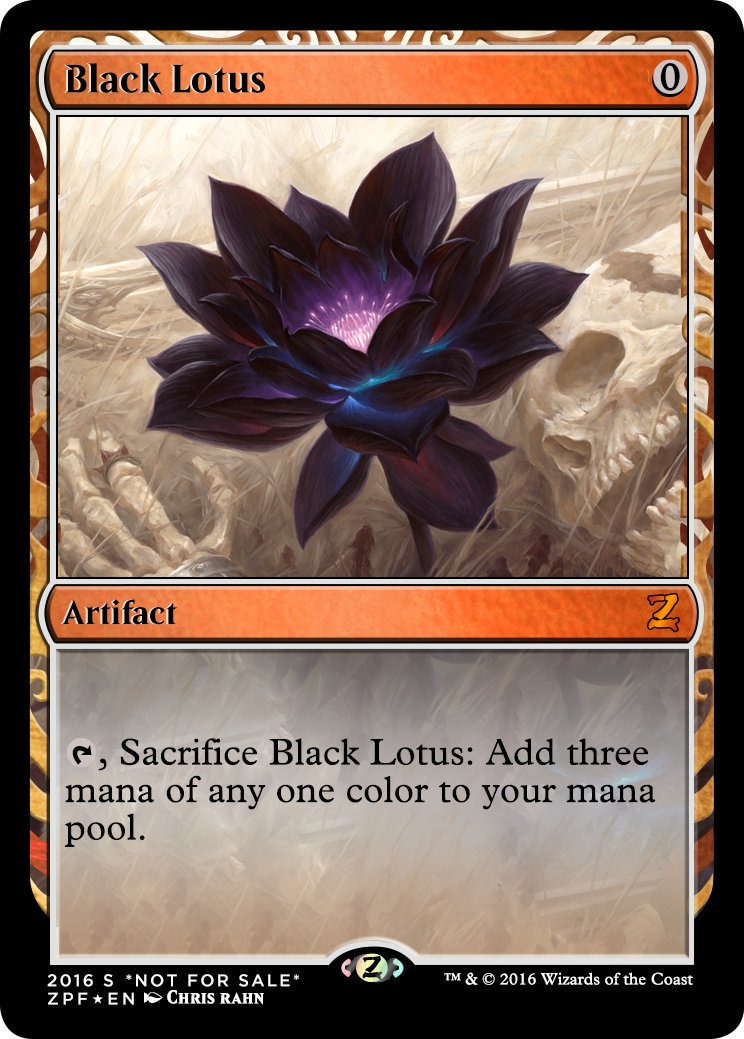 Black Lotus 0
Artifact Z
, Sacrifice Black Lotus: Add three
mana of any one color to your mana
pool.
Z
2016 S *NOT FOR SALE* ™ & © 2016 Wizards of the Coast
ZPF★EN Chris Rahn